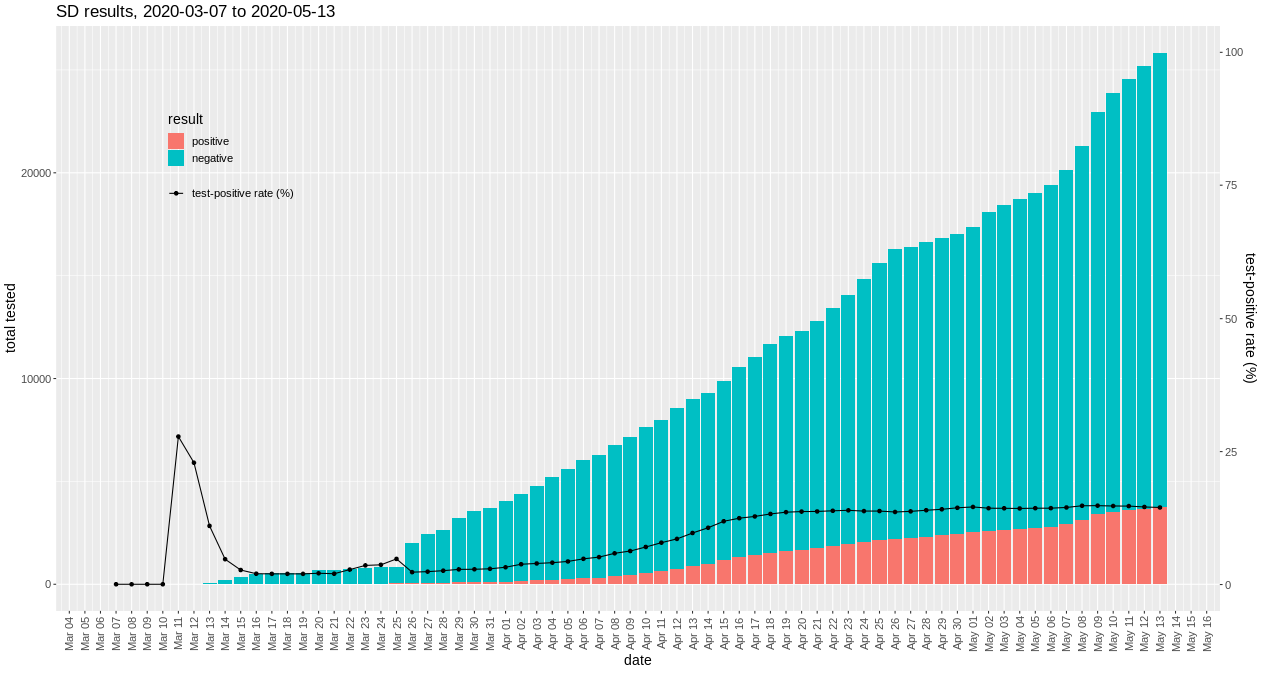 SD results, 2020-03-07 to 2020-05-13
result
positive
negative
test-positive rate (%)
total tested
20000
10000
0
100
75
50
25
0
test-positive rate (%)
Mar 04
Mar 05
Mar 06
Mar 07
Mar 08
Mar 09
Mar 10
Mar 11
Mar 12
Mar 13
Mar 14
Mar 15
Mar 16
Mar 17
Mar 18
Mar 19
Mar 20
Mar 21
Mar 22
Mar 23
Mar 24
Mar 25
Mar 26
Mar 27
Mar 28
Mar 29
Mar 30
Mar 31
Apr 01
Apr 02
Apr 03
Apr 04
Apr 05
Apr 06
Apr 07
Apr 08
Apr 09
Apr 10
Apr 11
Apr 12
Apr 13
Apr 14
Apr 15
Apr 16
Apr 17
Apr 18
Apr 19
Apr 20
Apr 21
Apr 22
Apr 23
Apr 24
Apr 25
Apr 26
Apr 27
Apr 28
Apr 29
Apr 30
May 01
May 02
May 03
May 04
May 05
May 06
May 07
May 08
May 09
May 10
May 11
May 12
May 13
May 14
May 15
May 16
date